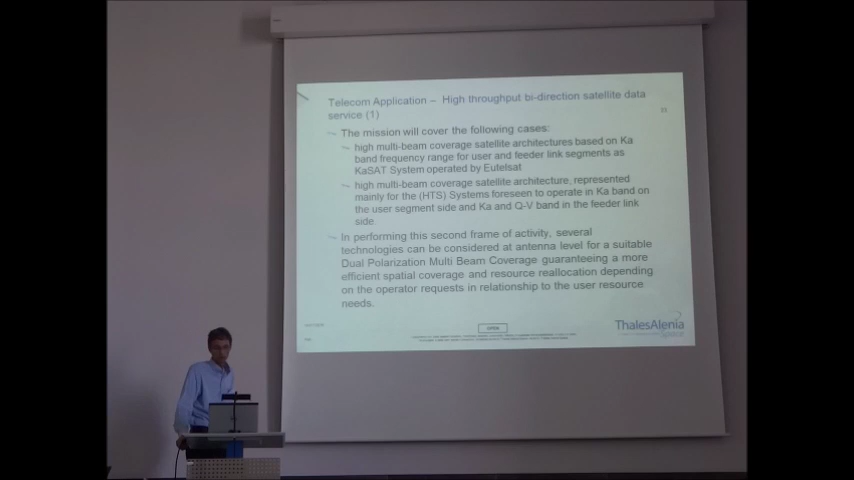 Telecom Application – High throughput bi-direction satellite data
service (1)
The mission will cover the following cases:
high multi-beam coverage satellite architectures based on Ka
band frequency range for user and feeder link segments as
KaSAT System operated by Eutelsat
high multi-beam coverage satellite architecture, represented
mainly for the (HTS) Systems foreseen to operate in Ka band on
the user segment side and Ka and Q-V band in the feeder link
side.
In performing this second frame of activity, several
technologies can be considered at antenna level for a suitable
Dual Polarization Multi Beam Coverage guaranteeing a more
efficient spatial coverage and resource reallocation depending
on the operator requests in relationship to the user resource
needs.
OPEN
ThalesAlenia
Space